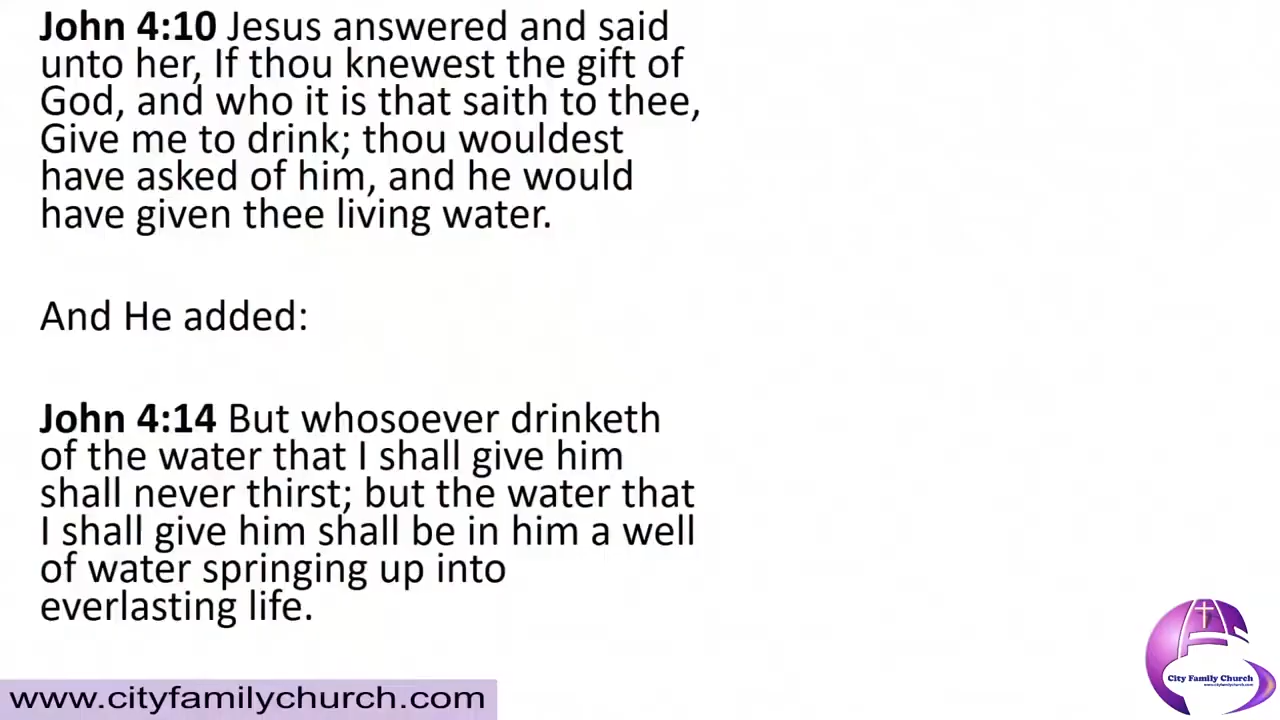 John 4:10 Jesus answered and said
unto her, If thou knewest the gift of
God, and who it is that saith to thee,
Give me to drink; thou wouldest
have asked of him, and he would
have given thee living water.
And He added:
John 4:14 But whosoever drinketh
of the water that I shall give him
shall never thirst; but the water that
I shall give him shall be in him a well
of water springing up into
everlasting life.
City Family Church
www.cityfamilychurch.com
www.cityfamilychurch.com